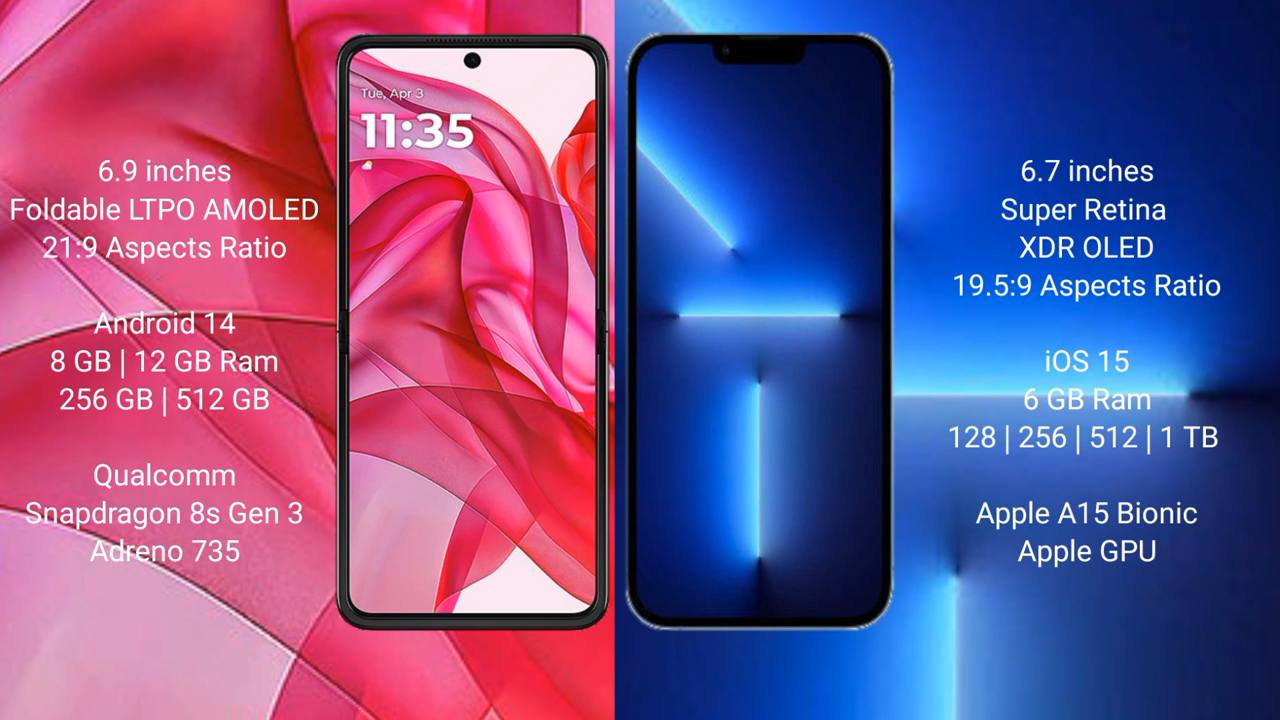 6.9 inches
Foldable LTPO AMOLED
21:9 Aspects Ratio
Android 14
8 GB | 12 GB Ram
256 GB | 512 GB
Qualcomm
Snapdragon 8s Gen 3
Adreno 735
Tue, Apr 3
11:35
6.7 inches
Super Retina
XDR OLED
19.5:9 Aspects Ratio
iOS 15
6 GB Ram
128 | 256 | 512 | 1 TB
Apple A15 Bionic
Apple GPU